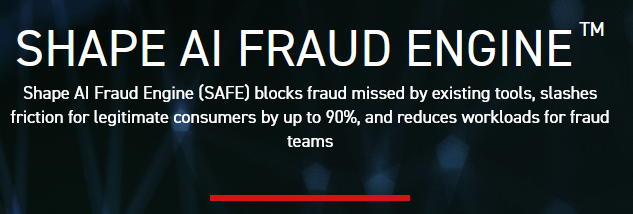 SHAPE AI FRAUD ENGINE™
Shape AI Fraud Engine (SAFE) blocks fraud missed by existing tools, slashes
friction for legitimate consumers by up to 90%, and reduces workloads for fraud
teams